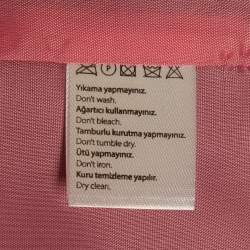 Yıkama yapmayınız.
Don't wash.
Ağartıcı kullanmayınız.
Don't bleach.
Tamburlu kurutma yapmayınız.
Don't tumble dry.
Ütü yapmayınız.
Don't iron.
Kuru temizleme yapılır.
Dry clean.